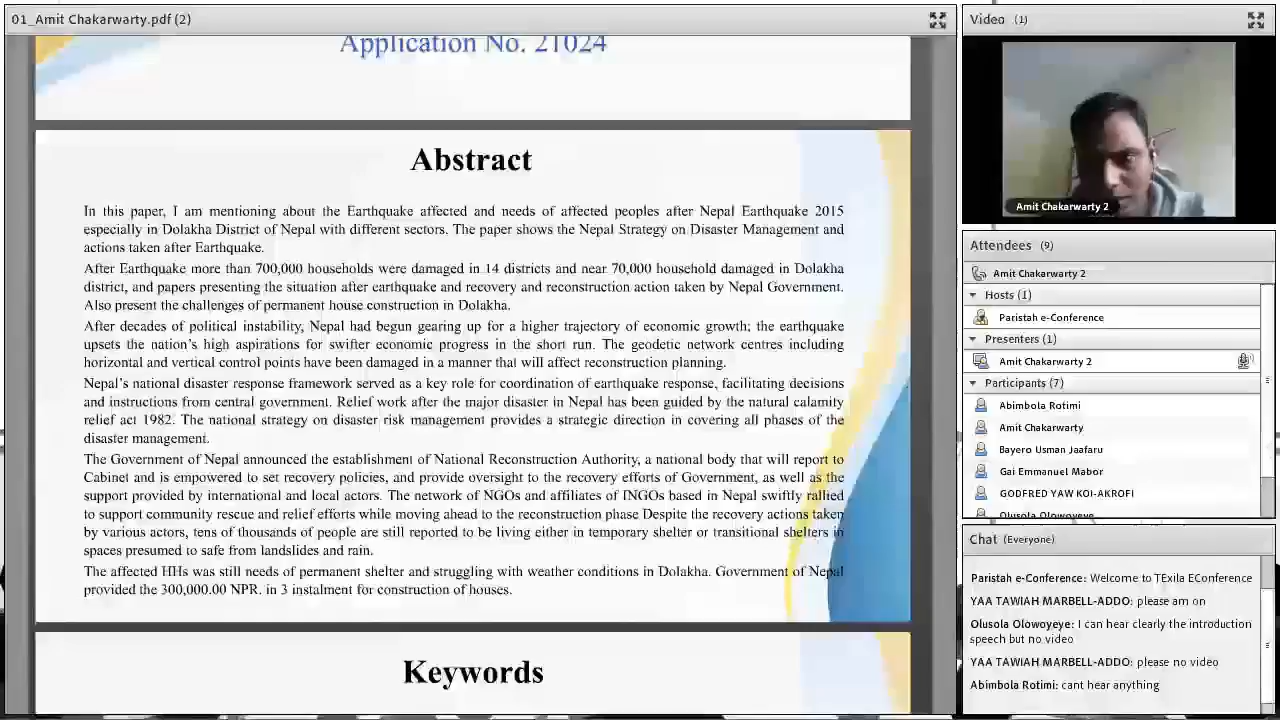 01_Amit Chakarwarty.pdf (2)
Application No. 21024
Abstract
In this paper, I am mentioning about the Earthquake affected and needs of affected peoples after Nepal Earthquake 2015
especially in Dolakha District of Nepal with different sectors. The paper shows the Nepal Strategy on Disaster Management and
actions taken after Earthquake.
After Earthquake more than 700,000 households were damaged in 14 districts and near 70,000 household damaged in Dolakha
district, and papers presenting the situation after earthquake and recovery and reconstruction action taken by Nepal Government.
Also present the challenges of permanent house construction in Dolakha.
After decades of political instability, Nepal had begun gearing up for a higher trajectory of economic growth; the earthquake
upsets the nation's high aspirations for swifter economic progress in the short run. The geodetic network centres including
horizontal and vertical control points have been damaged in a manner that will affect reconstruction planning.
Nepal's national disaster response framework served as a key role for coordination of earthquake response, facilitating decisions
and instructions from central government. Relief work after the major disaster in Nepal has been guided by the natural calamity
relief act 1982. The national strategy on disaster risk management provides a strategic direction in covering all phases of the
disaster management.
The Government of Nepal announced the establishment of National Reconstruction Authority, a national body that will report to
Cabinet and is empowered to set recovery policies, and provide oversight to the recovery efforts of Government, as well as the
support provided by international and local actors. The network of NGOs and affiliates of INGOs based in Nepal swiftly rallied
to support community rescue and relief efforts while moving ahead to the reconstruction phase Despite the recovery actions taken
by various actors, tens of thousands of people are still reported to be living either in temporary shelter or transitional shelters in
spaces presumed to safe from landslides and rain.
The affected HHs was still needs of permanent shelter and struggling with weather conditions in Dolakha. Government of Nepal
provided the 300,000.00 NPR. in 3 instalment for construction of houses.
Keywords
Video (1)
Amit Chakarwarty 2
Attendees (9)
Amit Chakarwarty 2
Hosts (1)
Paristah e-Conference
Presenters (1)
Amit Chakarwarty 2
Participants (7)
Abimbola Rotimi
Amit Chakarwarty
Bayero Usman Jaafaru
Gai Emmanuel Mabor
GODFRED YAW KOI-AKROFI
Olusola Olowoyeye
Chat (Everyone)
Paristah e-Conference: Welcome to TExila EConference
YAA TAWIAH MARBELL-ADDO: please am on
Olusola Olowoyeye: I can hear clearly the introduction
speech but no video
YAA TAWIAH MARBELL-ADDO: please no video
Abimbola Rotimi: cant hear anything